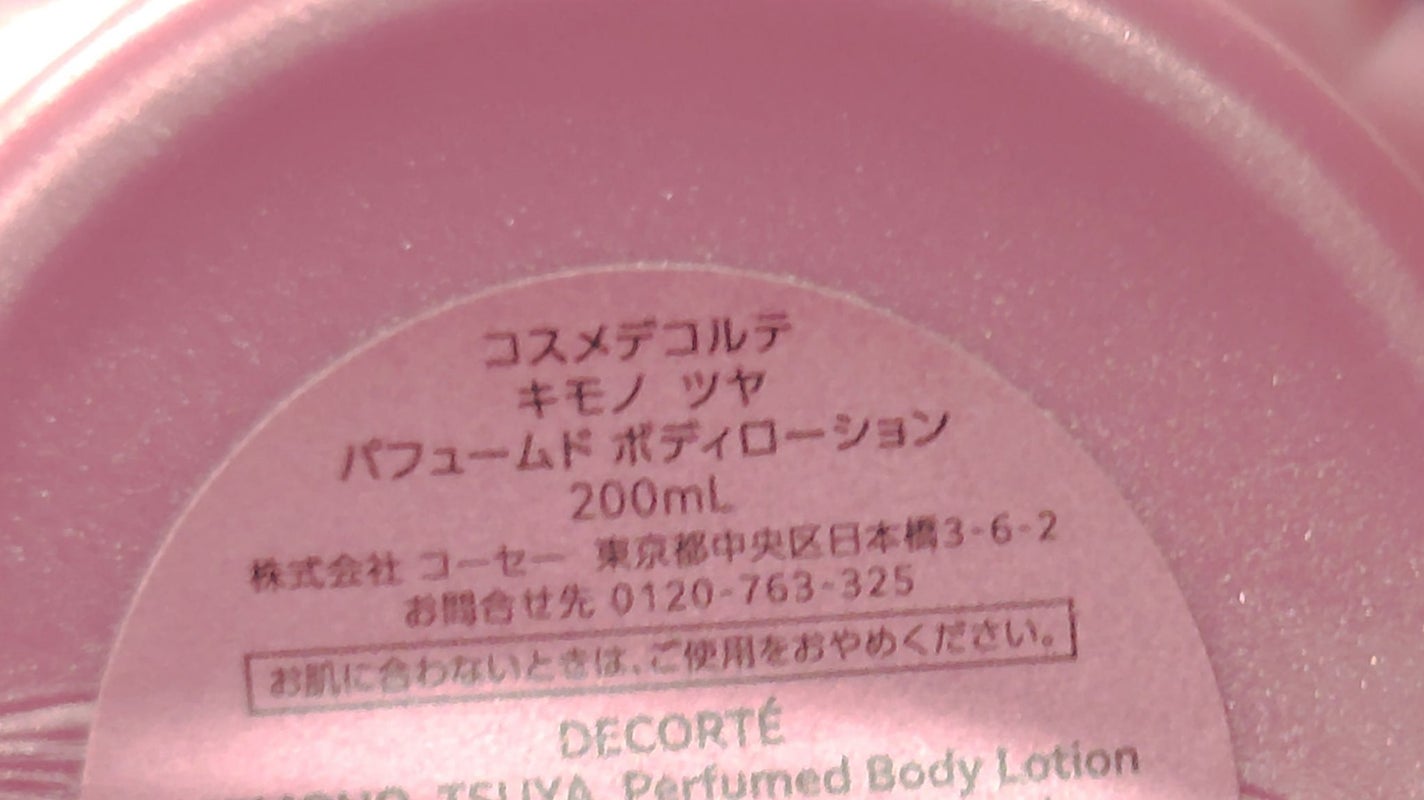 コスメデコルテ
キモノ ツヤ
パフュームド ボディローション
200mL
株式会社 コーセー 東京都中央区日本橋3-6-2
お問合せ先 0120-763-325
お肌に合わないときは、ご使用をおやめください。
DECORTÉ
TSUYA Perfumed Body Lotion